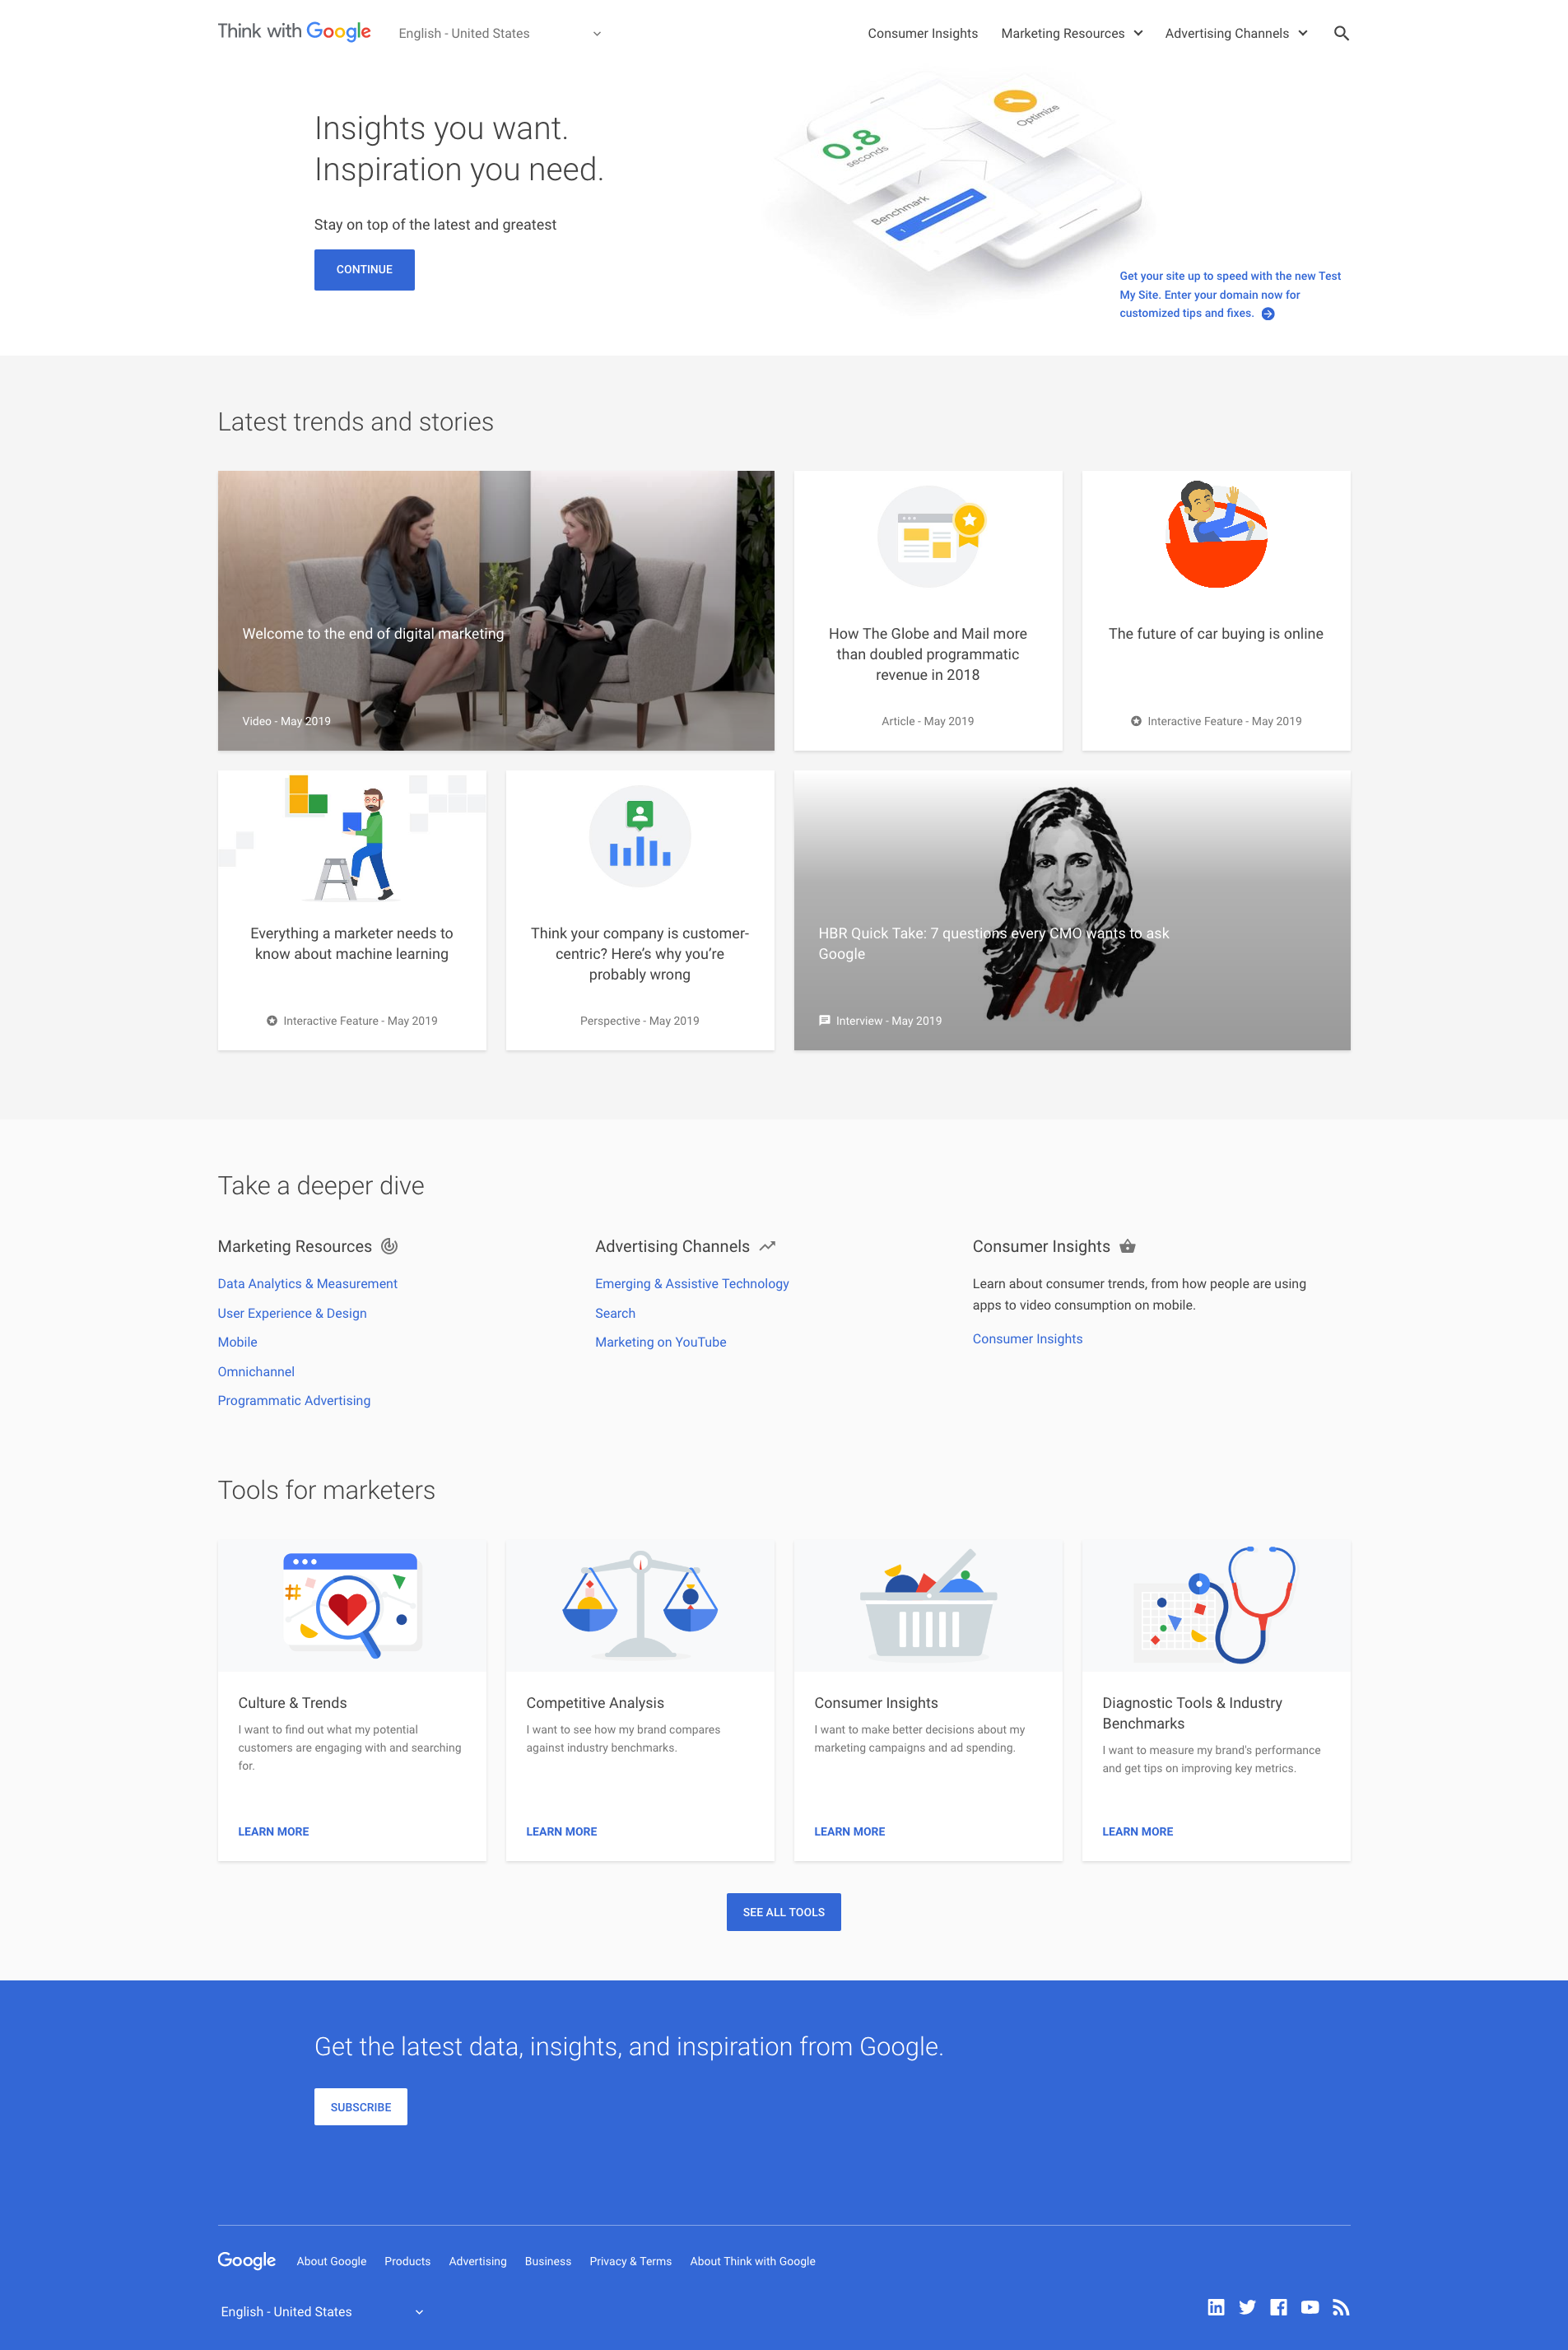 Think with Google
English - United States
Consumer Insights
Marketing Resources
Advertising Channels
Insights you want.
Inspiration you need.
Stay on top of the latest and greatest
CONTINUE
0.8
seconds
Optimize
Benchmark
Get your site up to speed with the new Test
My Site. Enter your domain now for
customized tips and fixes.
Latest trends and stories
Welcome to the end of digital marketing
Video - May 2019
How The Globe and Mail more
than doubled programmatic
revenue in 2018
Article - May 2019
The future of car buying is online
Interactive Feature - May 2019
Everything a marketer needs to
know about machine learning
Interactive Feature - May 2019
Think your company is customer-
centric? Here’s why you’re
probably wrong
Perspective - May 2019
HBR Quick Take: 7 questions every CMO wants to ask
Google
Interview - May 2019
Take a deeper dive
Marketing Resources
Data Analytics & Measurement
User Experience & Design
Mobile
Omnichannel
Programmatic Advertising
Advertising Channels
Emerging & Assistive Technology
Search
Marketing on YouTube
Consumer Insights
Learn about consumer trends, from how people are using
apps to video consumption on mobile.
Consumer Insights
Tools for marketers
#
Culture & Trends
I want to find out what my potential
customers are engaging with and searching
for.
LEARN MORE
Competitive Analysis
I want to see how my brand compares
against industry benchmarks.
LEARN MORE
Consumer Insights
I want to make better decisions about my
marketing campaigns and ad spending.
LEARN MORE
Diagnostic Tools & Industry
Benchmarks
I want to measure my brand's performance
and get tips on improving key metrics.
LEARN MORE
SEE ALL TOOLS
Get the latest data, insights, and inspiration from Google.
SUBSCRIBE
Google
About Google
Products
Advertising
Business
Privacy & Terms
About Think with Google
English - United States